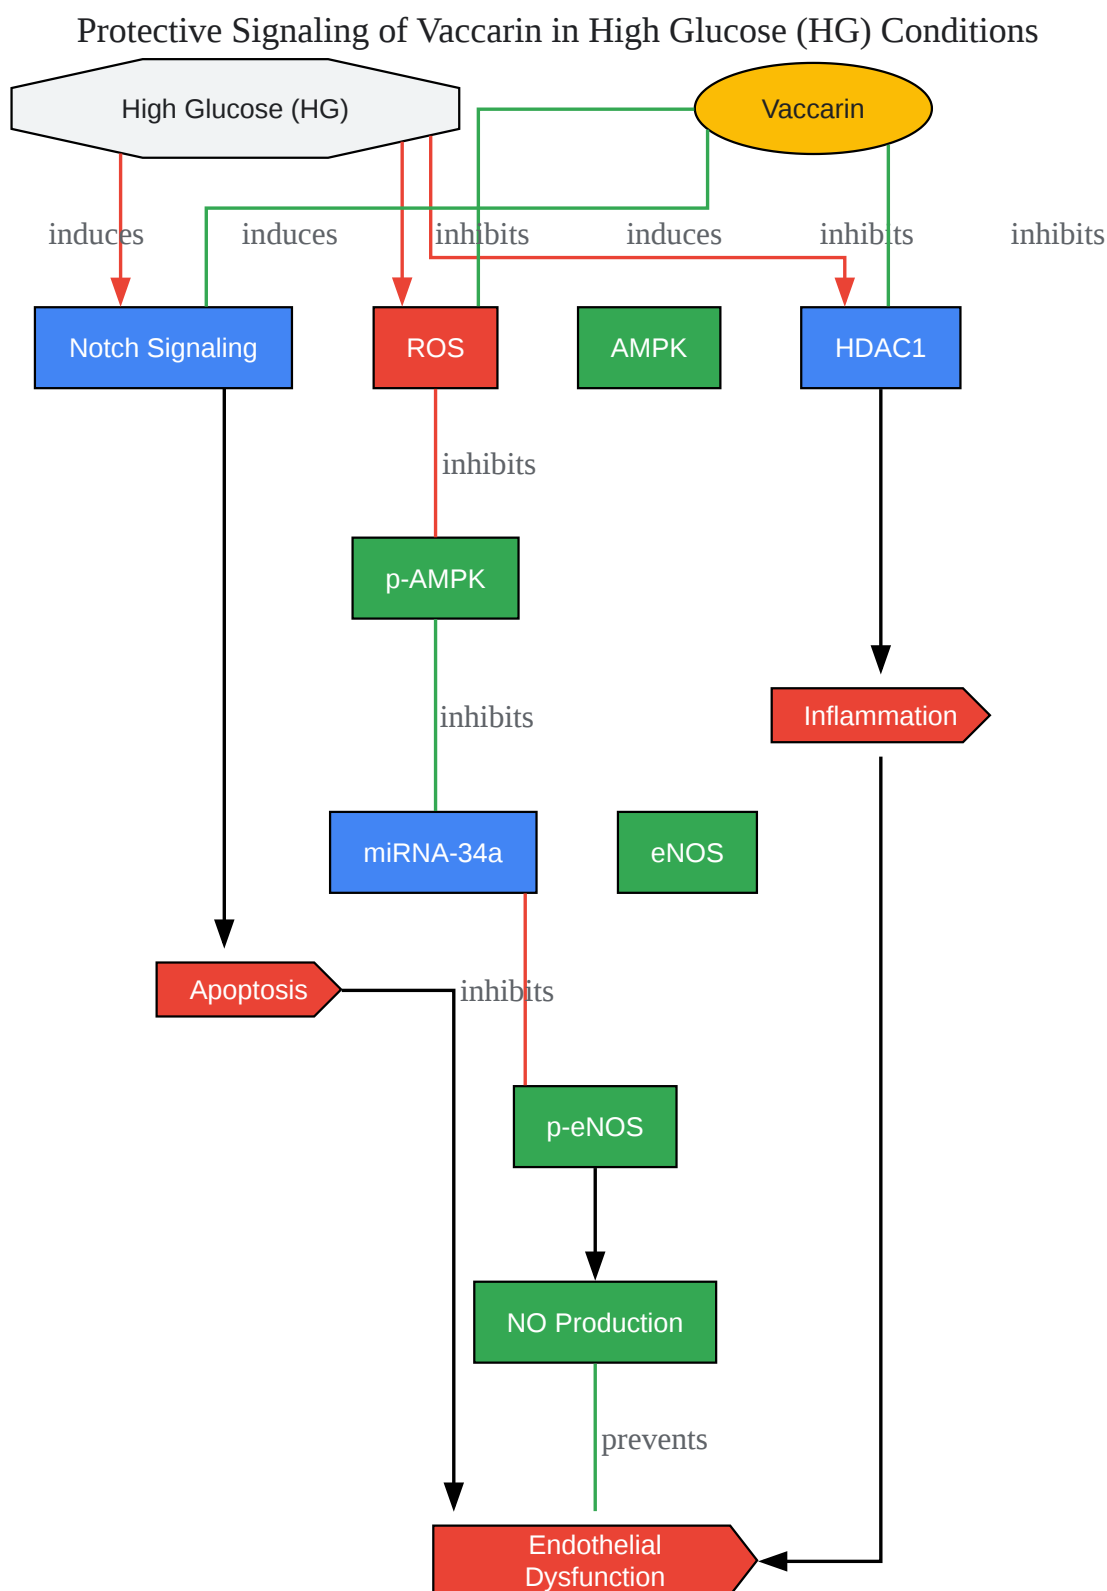 Protective Signaling of Vaccarin in High Glucose (HG) Conditions
High Glucose (HG)
Vaccarin
induces
induces
inhibits
induces
inhibits
inhibits
Notch Signaling
ROS
AMPK
HDAC1
inhibits
p-AMPK
inhibits
Inflammation
miRNA-34a
eNOS
Apoptosis
inhibits
p-eNOS
NO Production
prevents
Endothelial
Dysfunction